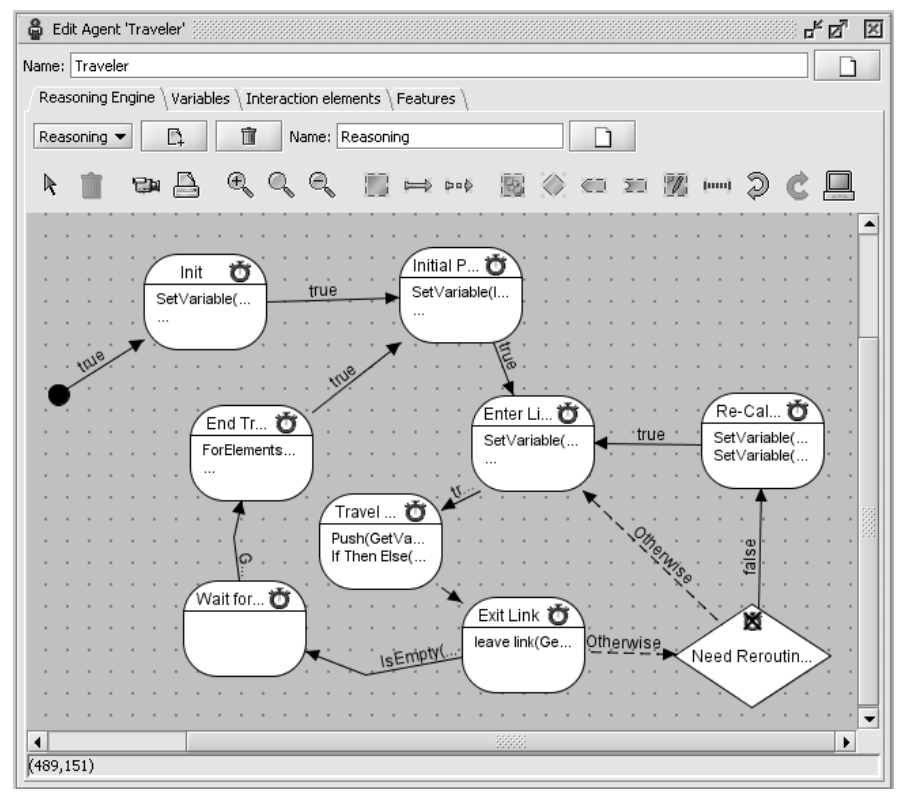 Edit Agent 'Traveler'
Name: Traveler
Reasoning Engine Variables Interaction elements Features
Reasoning Name: Reasoning
Init
SetVariable(...
...
true
true
Initial P...
SetVariable(I...
...
true
true
End Tr...
ForElements...
...
Enter Li...
SetVariable(...
...
true
Re-Cal...
SetVariable(...
SetVariable(...
tr...
Travel ...
Push(GetVa...
If Then Else(...
Otherwise
false
G...
Wait for...
Exit Link
leave link(Ge...
IsEmpty(...
Otherwise
Need Reroutin...
(489,151)